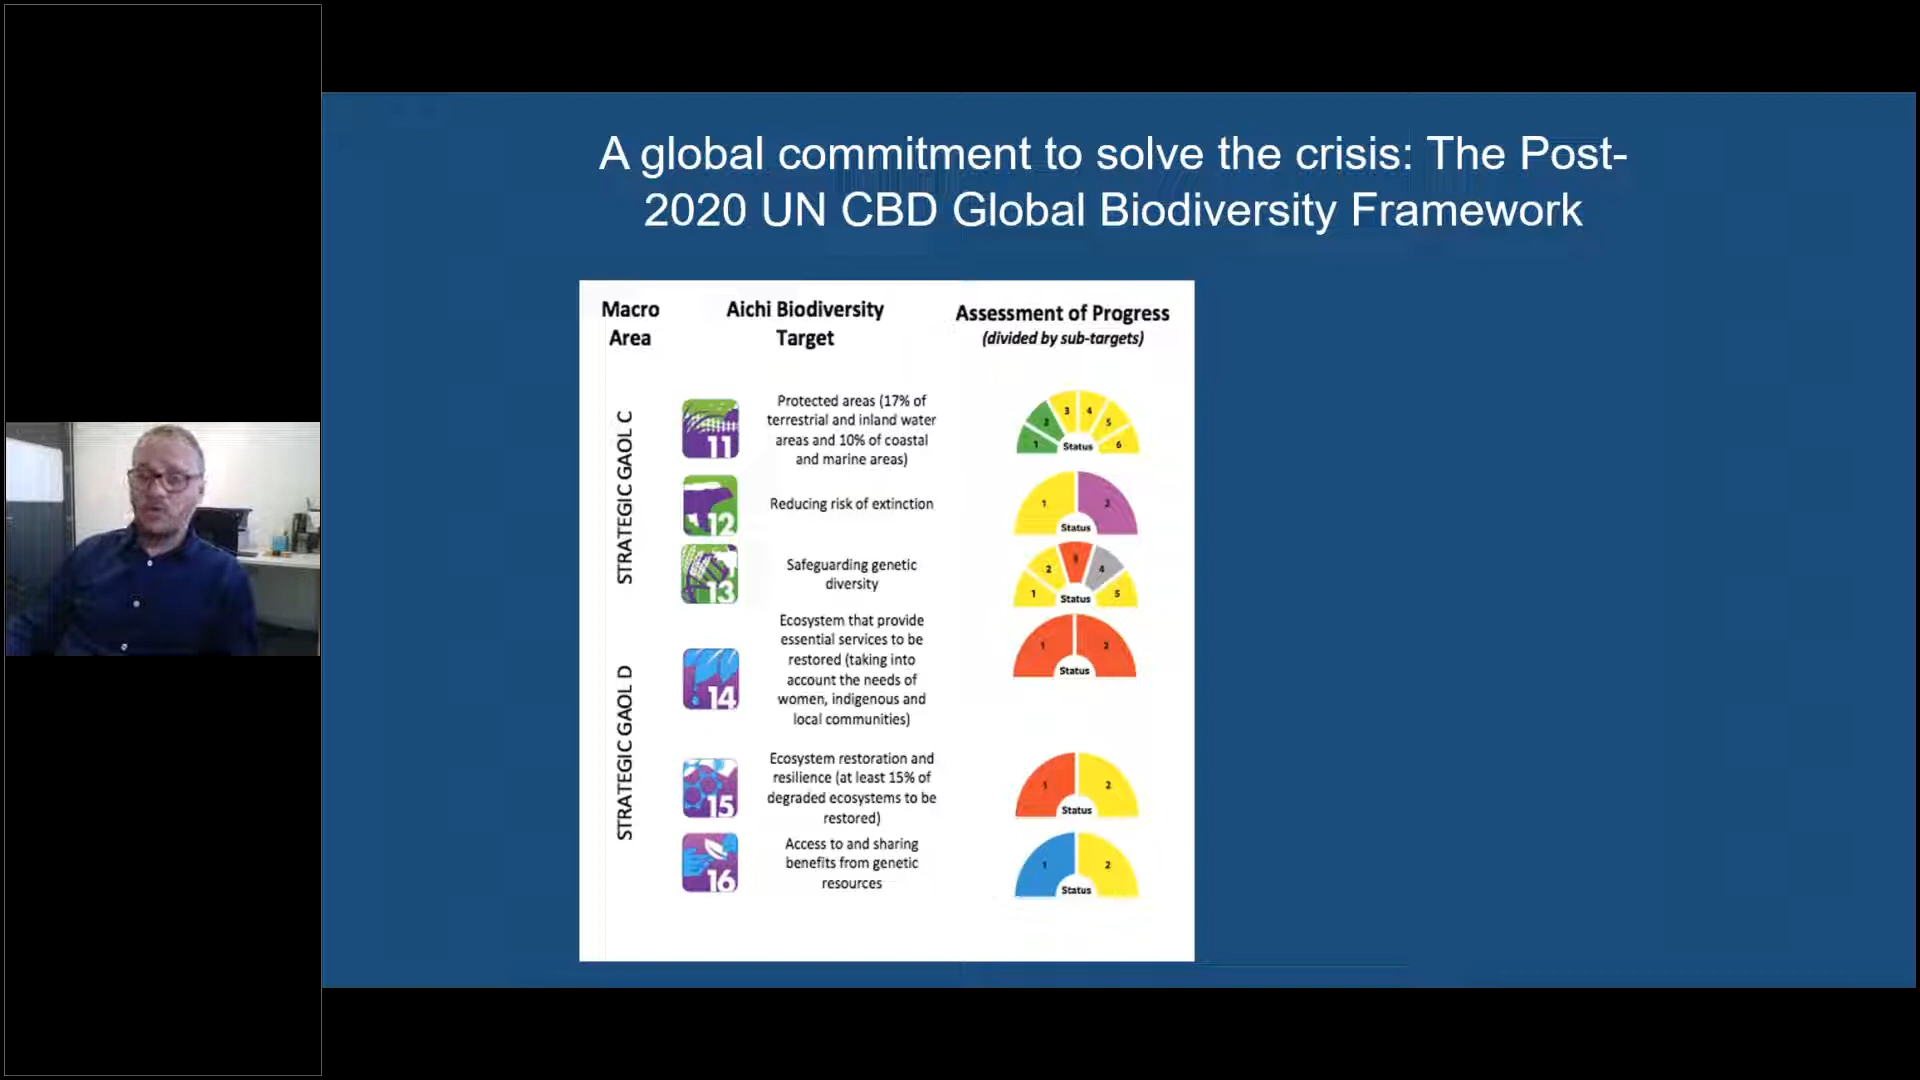 A global commitment to solve the crisis: The Post-
2020 UN CBD Global Biodiversity Framework
Macro
Area
Aichi Biodiversity
Target
Assessment of Progress
(divided by sub-targets)
STRATEGIC GAOL C
11
Protected areas (17% of
terrestrial and inland water
areas and 10% of coastal
and marine areas)
1
2
3
4
5
6
Status
12
Reducing risk of extinction
1
2
Status
13
Safeguarding genetic
diversity
1
2
3
4
5
Status
STRATEGIC GAOL D
14
Ecosystem that provide
essential services to be
restored (taking into
account the needs of
women, indigenous and
local communities)
1
2
Status
15
Ecosystem restoration and
resilience (at least 15% of
degraded ecosystems to be
restored)
1
2
Status
16
Access to and sharing
benefits from genetic
resources
1
2
Status